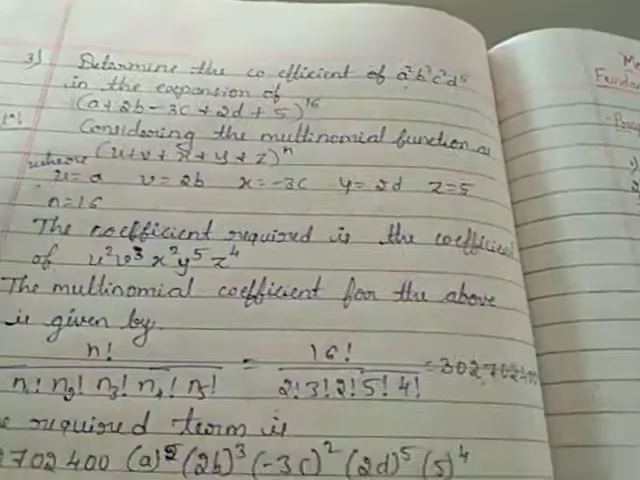 3) Determine the co efficient of a²b³c²d⁵
in the expansion of
(a+2b-3c+2d+5)¹⁶
Considering the multinomial function as
where (u+v+x+y+z)ⁿ
u=a v=2b x=-3c y=2d z=5
n=16
The coefficient required is the coefficient
of u²v³x²y⁵z⁴
The multinomial coefficient for the above
is given by
n! / n₁! n₂! n₃! n₄! n₅! = 16! / 2!3!2!5!4! = 302702400
required term is
2702400 (a)² (2b)³ (-3c)² (2d)⁵ (5)⁴
Fundam